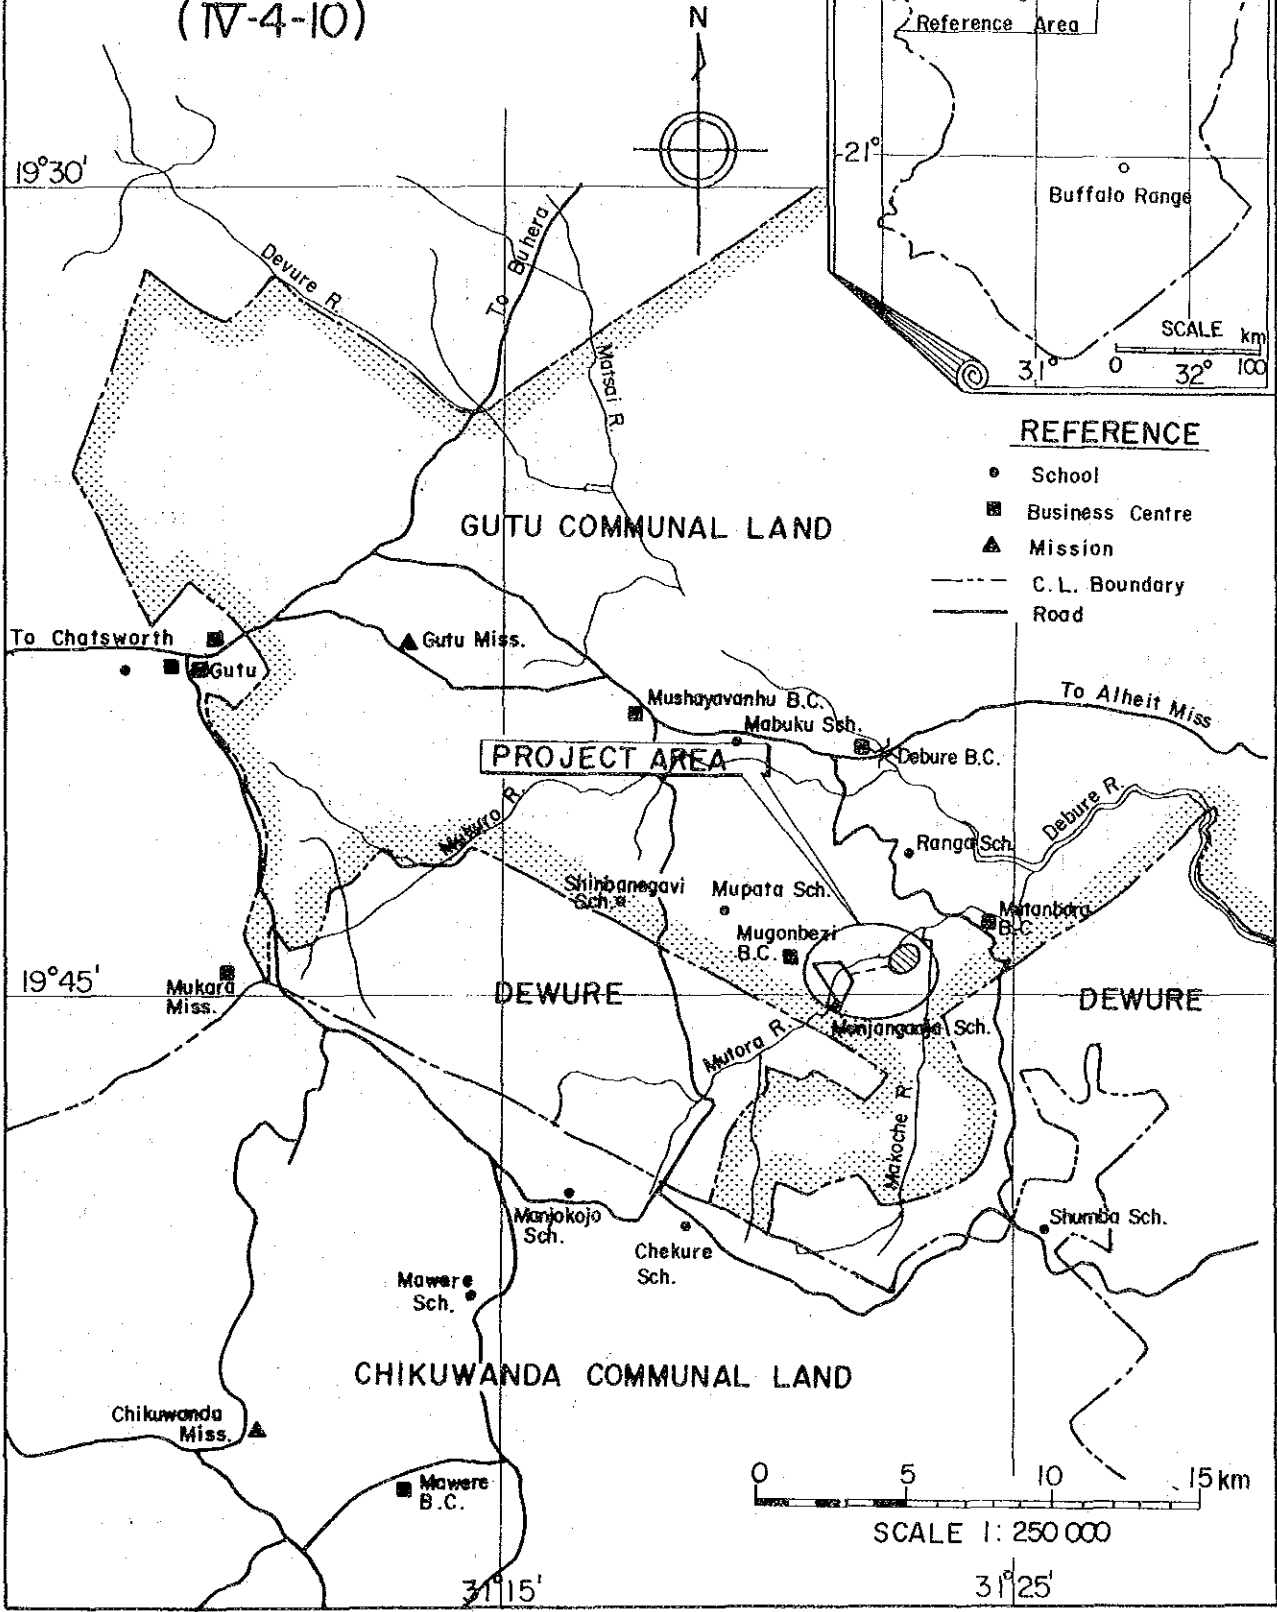 (IV-4-10)
N
Reference Area
21°
Buffalo Range
SCALE km
0 100
31° 32°
19°30'
Devure R.
To Buhera
Matsai R.
REFERENCE
School
Business Centre
Mission
C. L. Boundary
Road
GUTU COMMUNAL LAND
To Chatsworth
Gutu Miss.
Gutu
Mushayavanhu B.C.
Mabuku Sch.
To Alheit Miss
PROJECT AREA
Debure B.C.
Debure R.
Ranga Sch.
Shinbanegavi
Sch.
Mupata Sch.
Mugonbezi
B.C.
B.C
19°45'
Mukara
Miss.
DEWURE
DEWURE
Sch.
Mutora R.
Makoche R
Manjokojo
Sch.
Chekure
Sch.
Shumba Sch.
Mawere
Sch.
CHIKUWANDA COMMUNAL LAND
Chikuwanda
Miss.
Mawere
B.C.
0 5 10 15 km
SCALE 1: 250 000
31°15'
31°25'